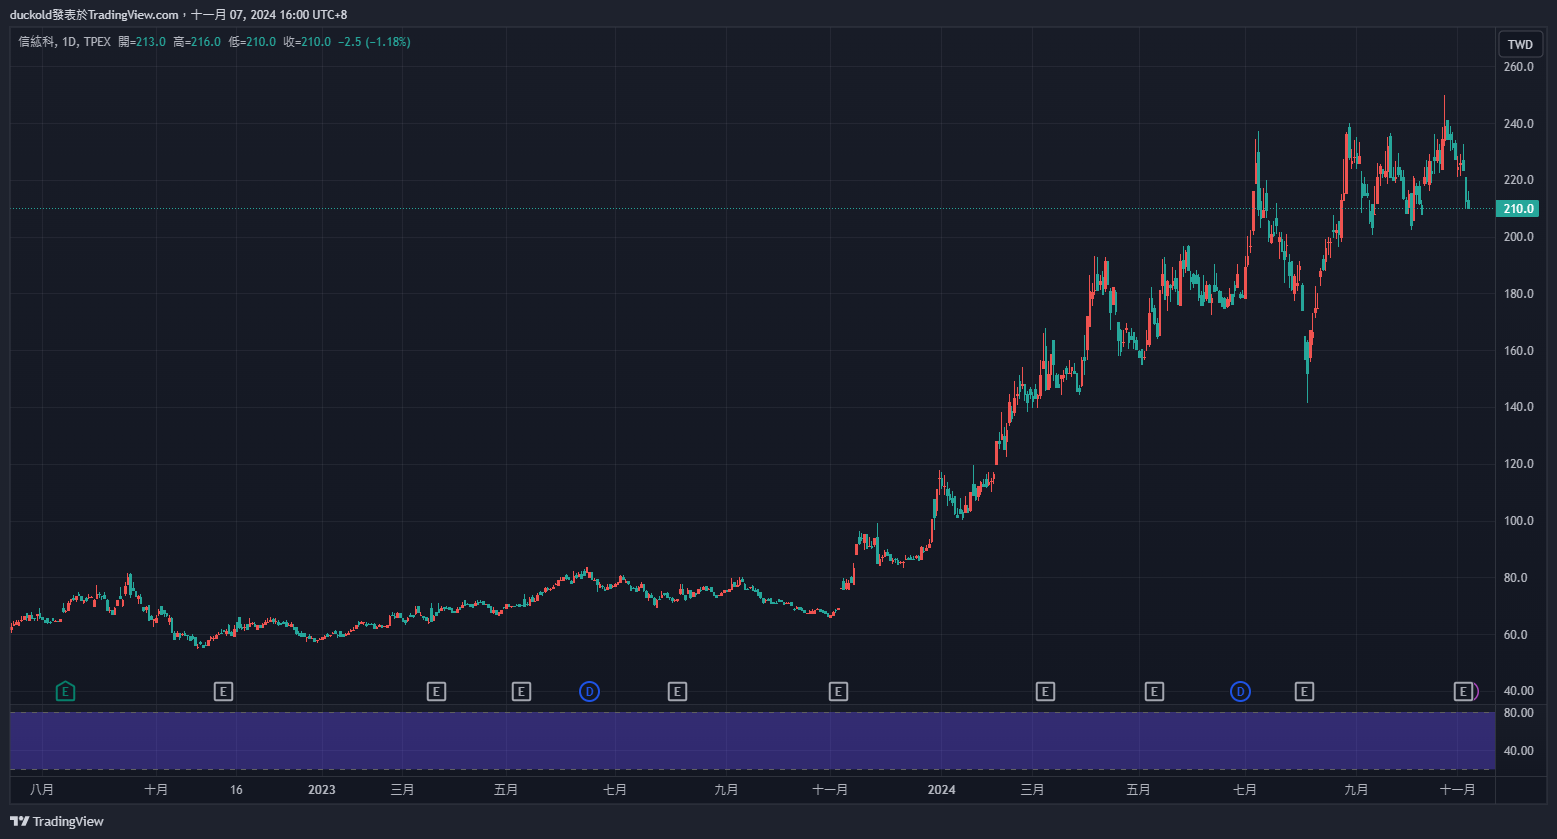 duckold發表於TradingView.com，十一月 07, 2024 16:00 UTC+8
信紘科, 1D, TPEX 開=213.0 高=216.0 低=210.0 收=210.0 −2.5 (−1.18%)
TWD
260.0
240.0
220.0
210.0
200.0
180.0
160.0
140.0
120.0
100.0
80.0
60.0
40.00
E E E E D E E E E D E E
80.00
40.00
八月 十月 16 2023 三月 五月 七月 九月 十一月 2024 三月 五月 七月 九月 十一月
TradingView